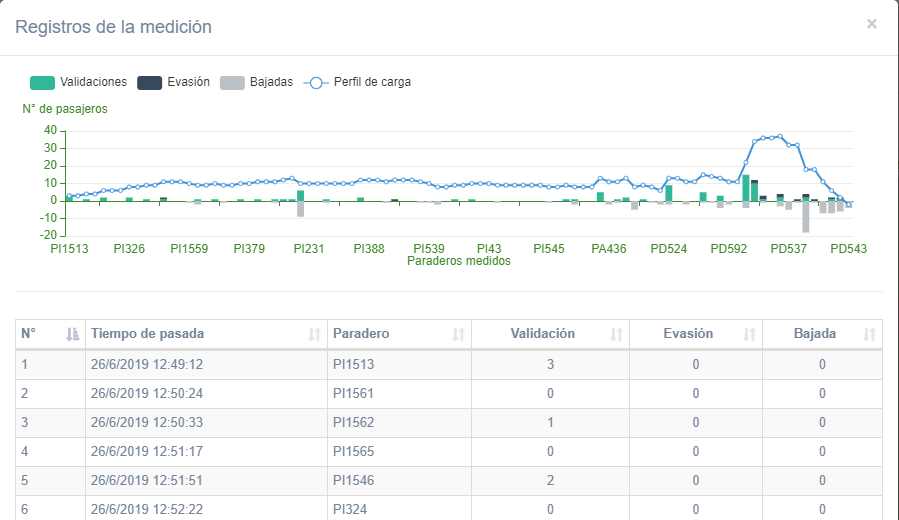 Registros de la medición ×
Validaciones Evasión Bajadas Perfil de carga
N° de pasajeros
40
30
20
10
0
-10
-20
PI1513 PI326 PI1559 PI379 PI231 PI388 PI539 PI43 PI545 PA436 PD524 PD592 PD537 PD543
Paraderos medidos
N° Tiempo de pasada Paradero Validación Evasión Bajada
1 26/6/2019 12:49:12 PI1513 3 0 0
2 26/6/2019 12:50:24 PI1561 0 0 0
3 26/6/2019 12:50:33 PI1562 1 0 0
4 26/6/2019 12:51:17 PI1565 0 0 0
5 26/6/2019 12:51:51 PI1546 2 0 0
6 26/6/2019 12:52:22 PI324 0 0 0